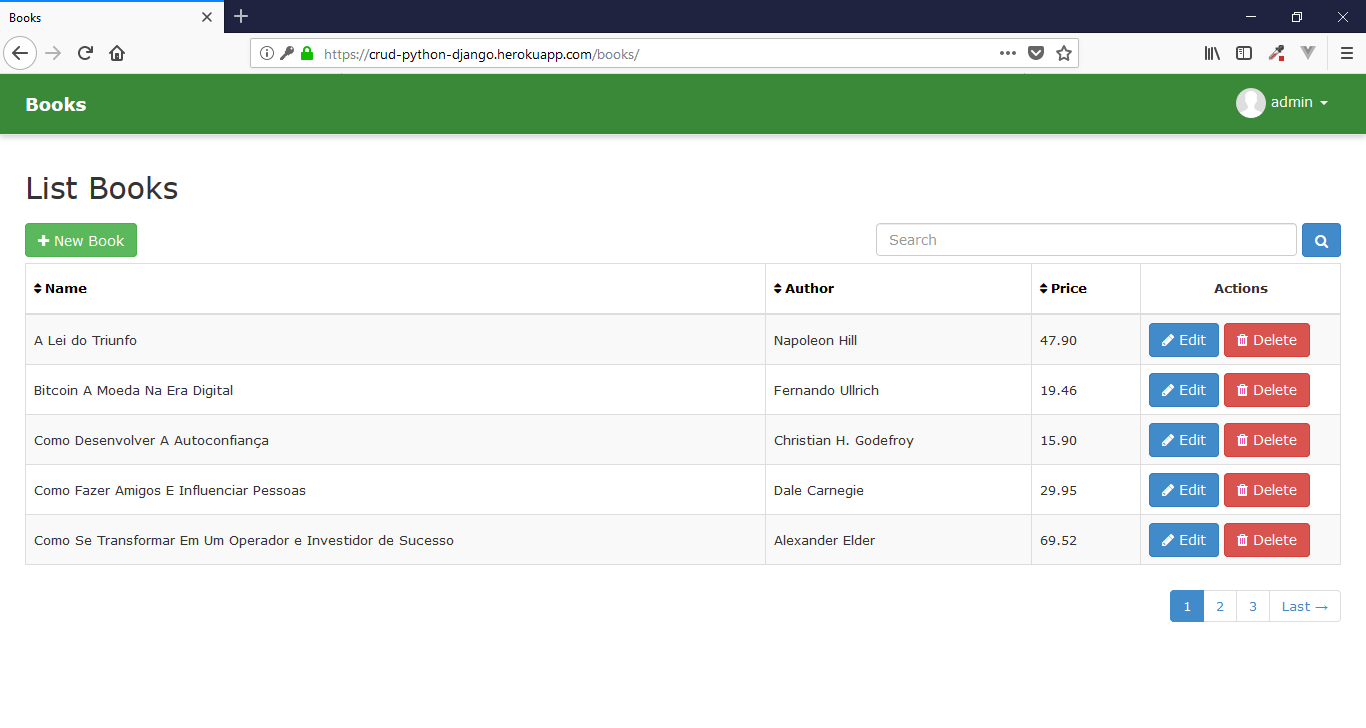 Books
https://crud-python-django.herokuapp.com/books/
Books
admin
List Books
New Book
Search
Name Author Price Actions
A Lei do Triunfo Napoleon Hill 47.90 Edit Delete
Bitcoin A Moeda Na Era Digital Fernando Ullrich 19.46 Edit Delete
Como Desenvolver A Autoconfiança Christian H. Godefroy 15.90 Edit Delete
Como Fazer Amigos E Influenciar Pessoas Dale Carnegie 29.95 Edit Delete
Como Se Transformar Em Um Operador e Investidor de Sucesso Alexander Elder 69.52 Edit Delete
1 2 3 Last →